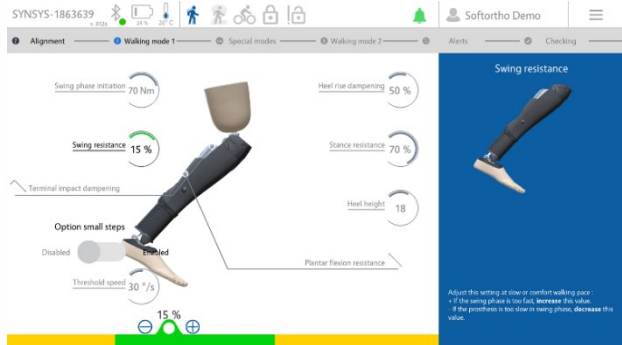 SYNSYS-1863639
24 % 26° C
Softortho Demo
Alignment
Walking mode 1
Special modes
Walking mode 2
Alerts
Checking
Swing phase initiation 70 Nm
Heel rise dampening 50 %
Swing resistance
Swing resistance 15 %
Stance resistance 70 %
Terminal impact dampening
Heel height 18
Option small steps
Disabled Enabled
Plantar flexion resistance
Threshold speed 30 °/s
15 %
Adjust this setting at slow or comfort walking pace :
+ If the swing phase is too fast, increase this value.
If the prosthesis is too slow in swing phase, decrease this
value.